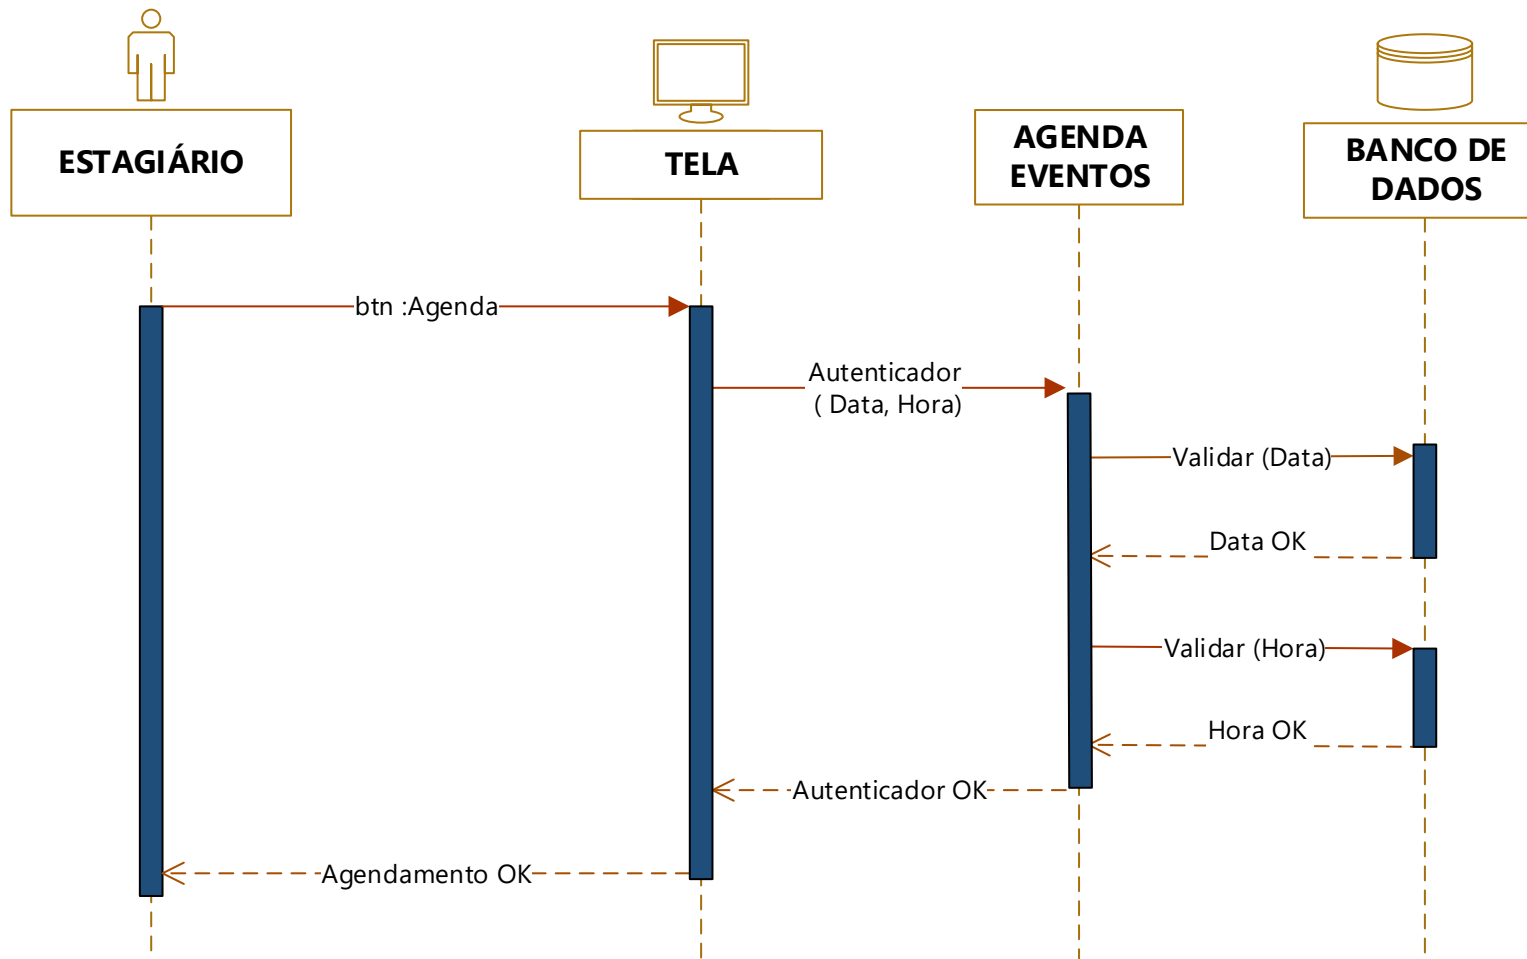 ESTAGIÁRIO
TELA
AGENDA
EVENTOS
BANCO DE
DADOS
btn :Agenda
Autenticador
( Data, Hora)
Validar (Data)
Data OK
Validar (Hora)
Hora OK
Autenticador OK
Agendamento OK